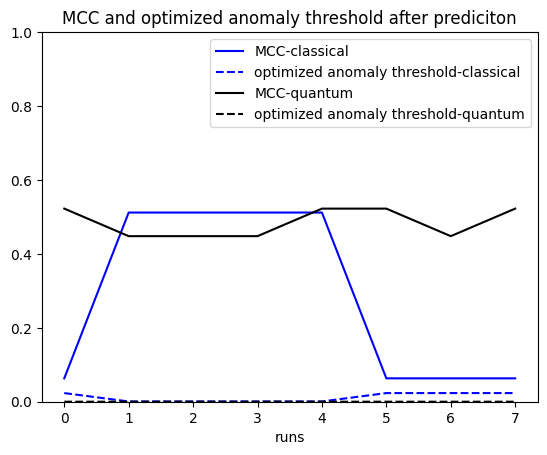 MCC and optimized anomaly threshold after prediciton
1.0
MCC-classical
optimized anomaly threshold-classical
MCC-quantum
optimized anomaly threshold-quantum
0.8
0.6
0.4
0.2
0.0
0 1 2 3 4 5 6 7
runs